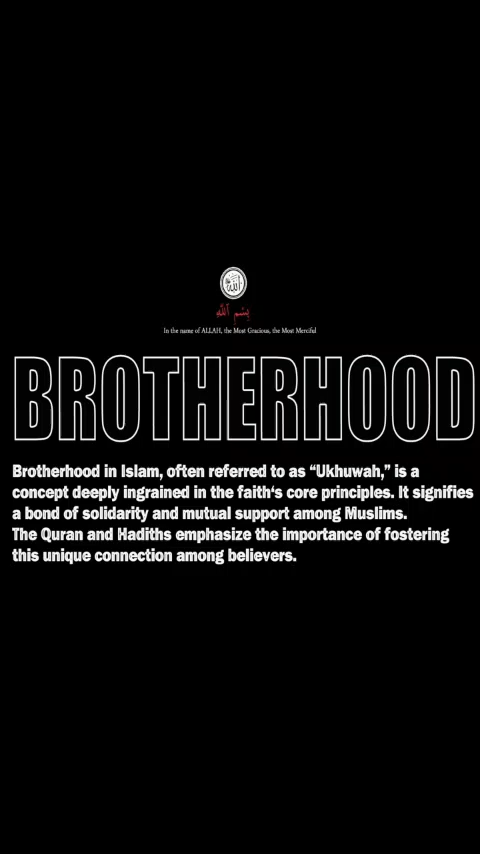 الله
بسم الله
In the name of ALLAH, the Most Gracious, the Most Merciful
BROTHERHOOD
Brotherhood in Islam, often referred to as “Ukhuwah,” is a
concept deeply ingrained in the faith‘s core principles. It signifies
a bond of solidarity and mutual support among Muslims.
The Quran and Hadiths emphasize the importance of fostering
this unique connection among believers.